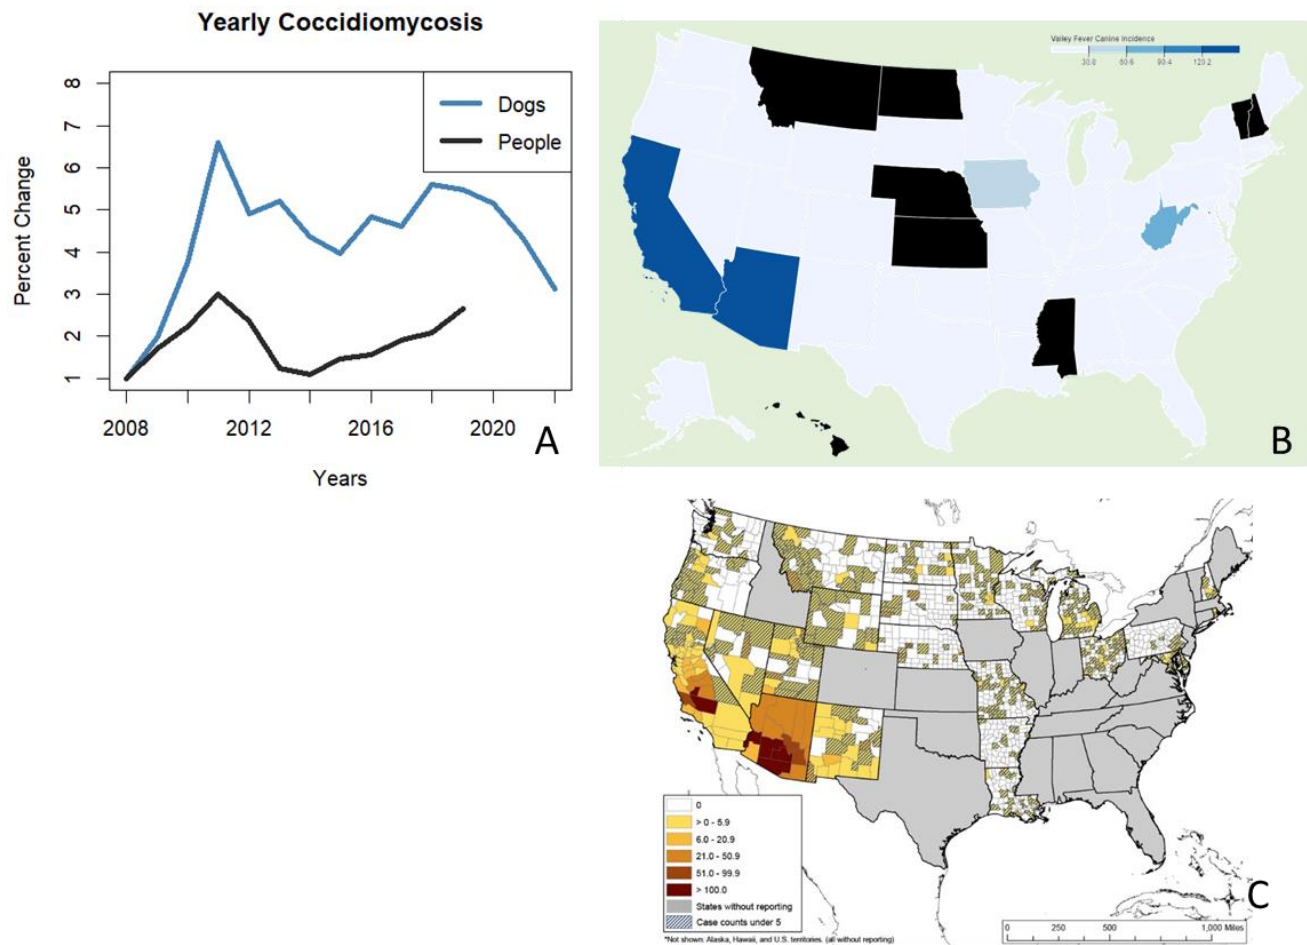 Yearly Coccidiomycosis
Percent Change
8
7
6
5
4
3
2
1
Dogs
People
2008
2012
2016
2020
Years
A
Valley Fever Canine Incidence
30.8
60.6
90.4
120.2
B
0
> 0 - 5.9
6.0 - 20.9
21.0 - 50.9
51.0 - 99.9
> 100.0
States without reporting
Case counts under 5
*Not shown: Alaska, Hawaii, and U.S. territories. (all without reporting)
0
250
500
1,000 Miles
C